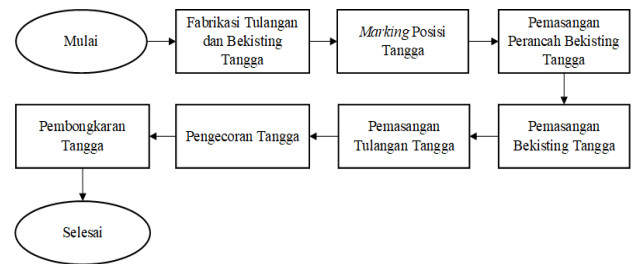 Mulai
Fabrikasi Tulangan
dan Bekisting
Tangga
Marking Posisi
Tangga
Pemasangan
Perancah Bekisting
Tangga
Pemasangan
Bekisting Tangga
Pemasangan
Tulangan Tangga
Pengecoran Tangga
Pembongkaran
Tangga
Selesai